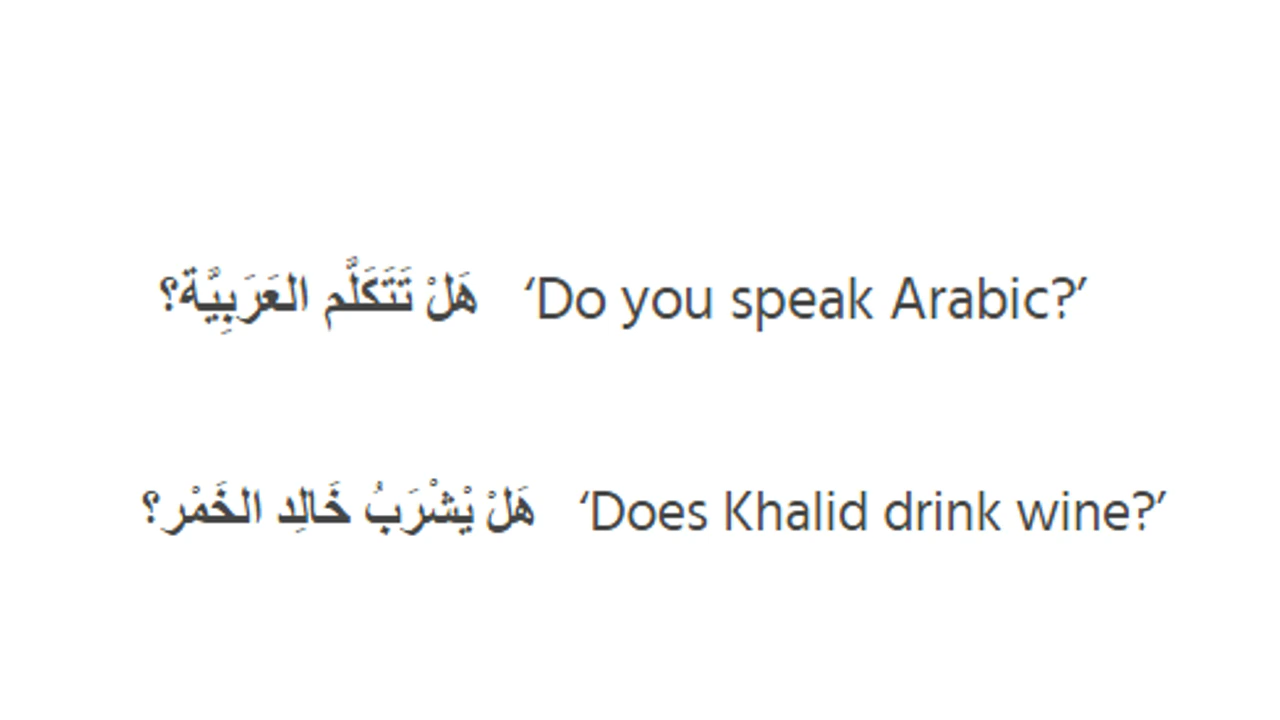 هَلْ تَتَكَلَّم العَرَبِيَّة؟ ‘Do you speak Arabic?’
هَلْ يْشْرَبُ خَالِد الخَمْر؟ ‘Does Khalid drink wine?’